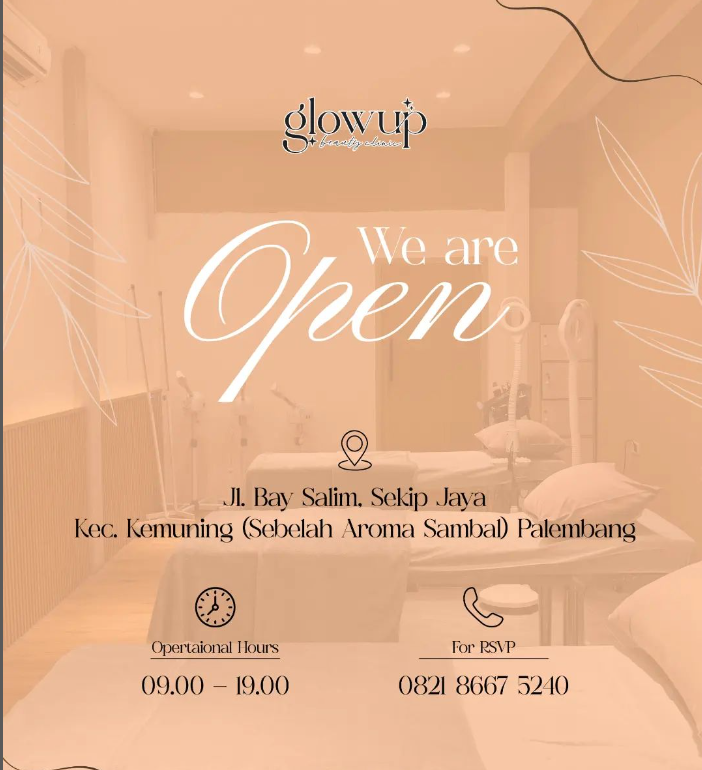 glowup
beauty clinic
We are
Open
Jl. Bay Salim, Sekip Jaya
Kec. Kemuning (Sebelah Aroma Sambal) Palembang
Opertaional Hours
09.00 – 19.00
For RSVP
0821 8667 5240